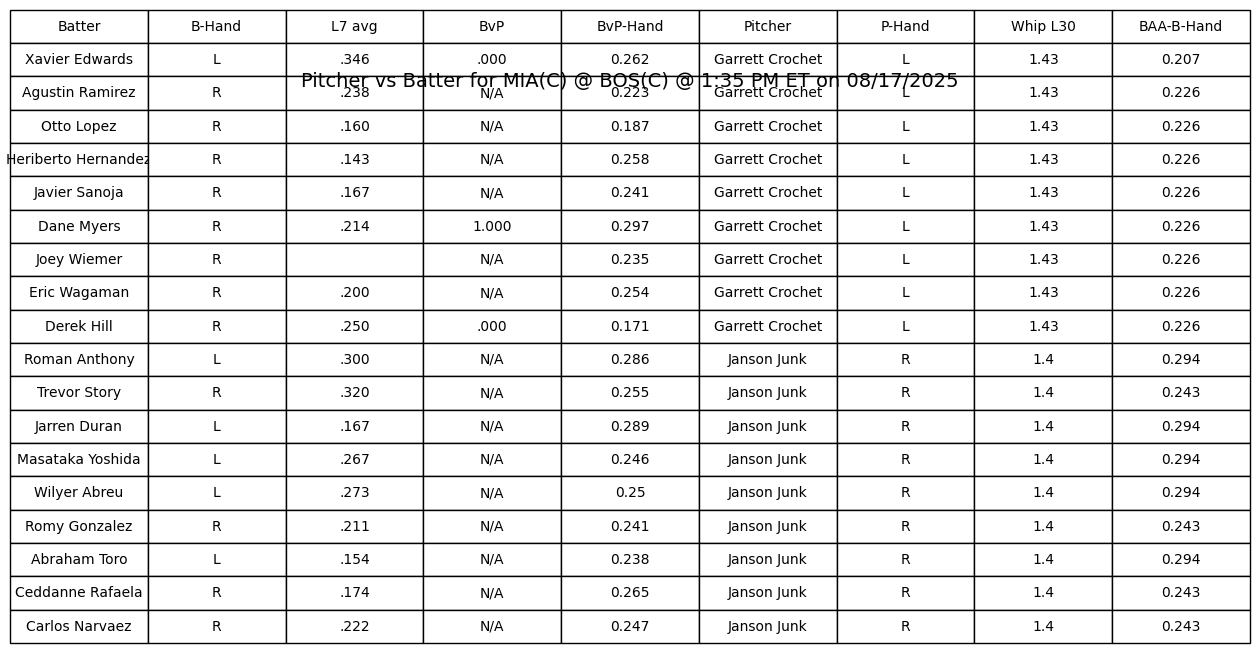 Batter B-Hand L7 avg BvP BvP-Hand Pitcher P-Hand Whip L30 BAA-B-Hand
Xavier Edwards L .346 .000 0.262 Garrett Crochet L 1.43 0.207
Pitcher vs Batter for MIA(C) @ BOS(C) @ 1:35 PM ET on 08/17/2025
Agustin Ramirez R .238 N/A 0.223 Garrett Crochet L 1.43 0.226
Otto Lopez R .160 N/A 0.187 Garrett Crochet L 1.43 0.226
Heriberto Hernandez R .143 N/A 0.258 Garrett Crochet L 1.43 0.226
Javier Sanoja R .167 N/A 0.241 Garrett Crochet L 1.43 0.226
Dane Myers R .214 1.000 0.297 Garrett Crochet L 1.43 0.226
Joey Wiemer R N/A 0.235 Garrett Crochet L 1.43 0.226
Eric Wagaman R .200 N/A 0.254 Garrett Crochet L 1.43 0.226
Derek Hill R .250 .000 0.171 Garrett Crochet L 1.43 0.226
Roman Anthony L .300 N/A 0.286 Janson Junk R 1.4 0.294
Trevor Story R .320 N/A 0.255 Janson Junk R 1.4 0.243
Jarren Duran L .167 N/A 0.289 Janson Junk R 1.4 0.294
Masataka Yoshida L .267 N/A 0.246 Janson Junk R 1.4 0.294
Wilyer Abreu L .273 N/A 0.25 Janson Junk R 1.4 0.294
Romy Gonzalez R .211 N/A 0.241 Janson Junk R 1.4 0.243
Abraham Toro L .154 N/A 0.238 Janson Junk R 1.4 0.294
Ceddanne Rafaela R .174 N/A 0.265 Janson Junk R 1.4 0.243
Carlos Narvaez R .222 N/A 0.247 Janson Junk R 1.4 0.243